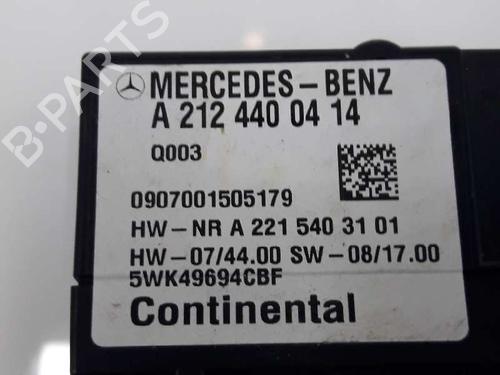 B-PARTS
MERCEDES-BENZ
A 212 440 04 14
Q003
0907001505179
HW-NR A 221 540 31 01
HW-07/44.00 SW-08/17.00
5WK49694CBF
Continental